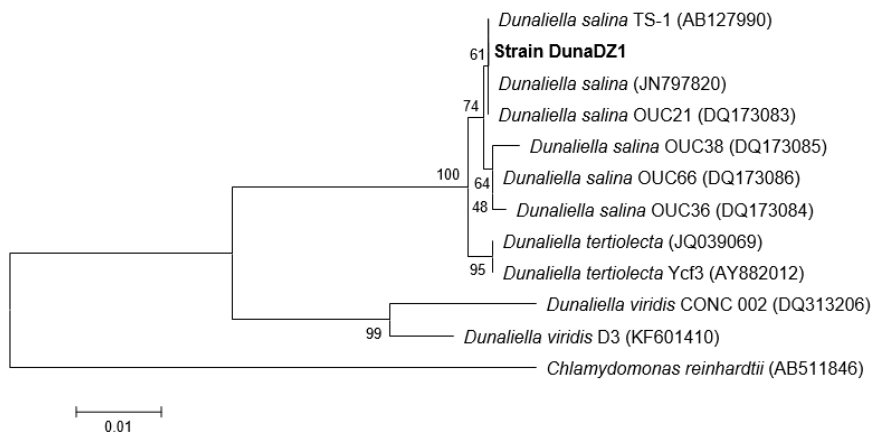 Dunaliella salina TS-1 (AB127990)
61
Strain DunaDZ1
Dunaliella salina (JN797820)
74
Dunaliella salina OUC21 (DQ173083)
Dunaliella salina OUC38 (DQ173085)
100
64
Dunaliella salina OUC66 (DQ173086)
48
Dunaliella salina OUC36 (DQ173084)
Dunaliella tertiolecta (JQ039069)
95
Dunaliella tertiolecta Ycf3 (AY882012)
Dunaliella viridis CONC 002 (DQ313206)
99
Dunaliella viridis D3 (KF601410)
Chlamydomonas reinhardtii (AB511846)
0.01